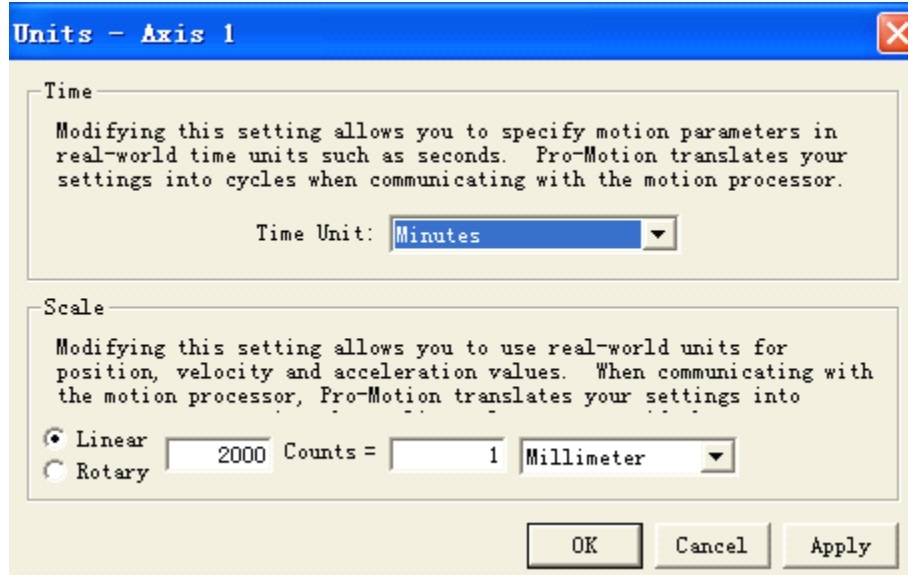 Units - Axis 1
Time
Modifying this setting allows you to specify motion parameters in
real-world time units such as seconds.  Pro-Motion translates your
settings into cycles when communicating with the motion processor.
Time Unit: Minutes
Scale
Modifying this setting allows you to use real-world units for
position, velocity and acceleration values.  When communicating with
the motion processor, Pro-Motion translates your settings into
Linear
Rotary
2000 Counts = 1 Millimeter
OK Cancel Apply